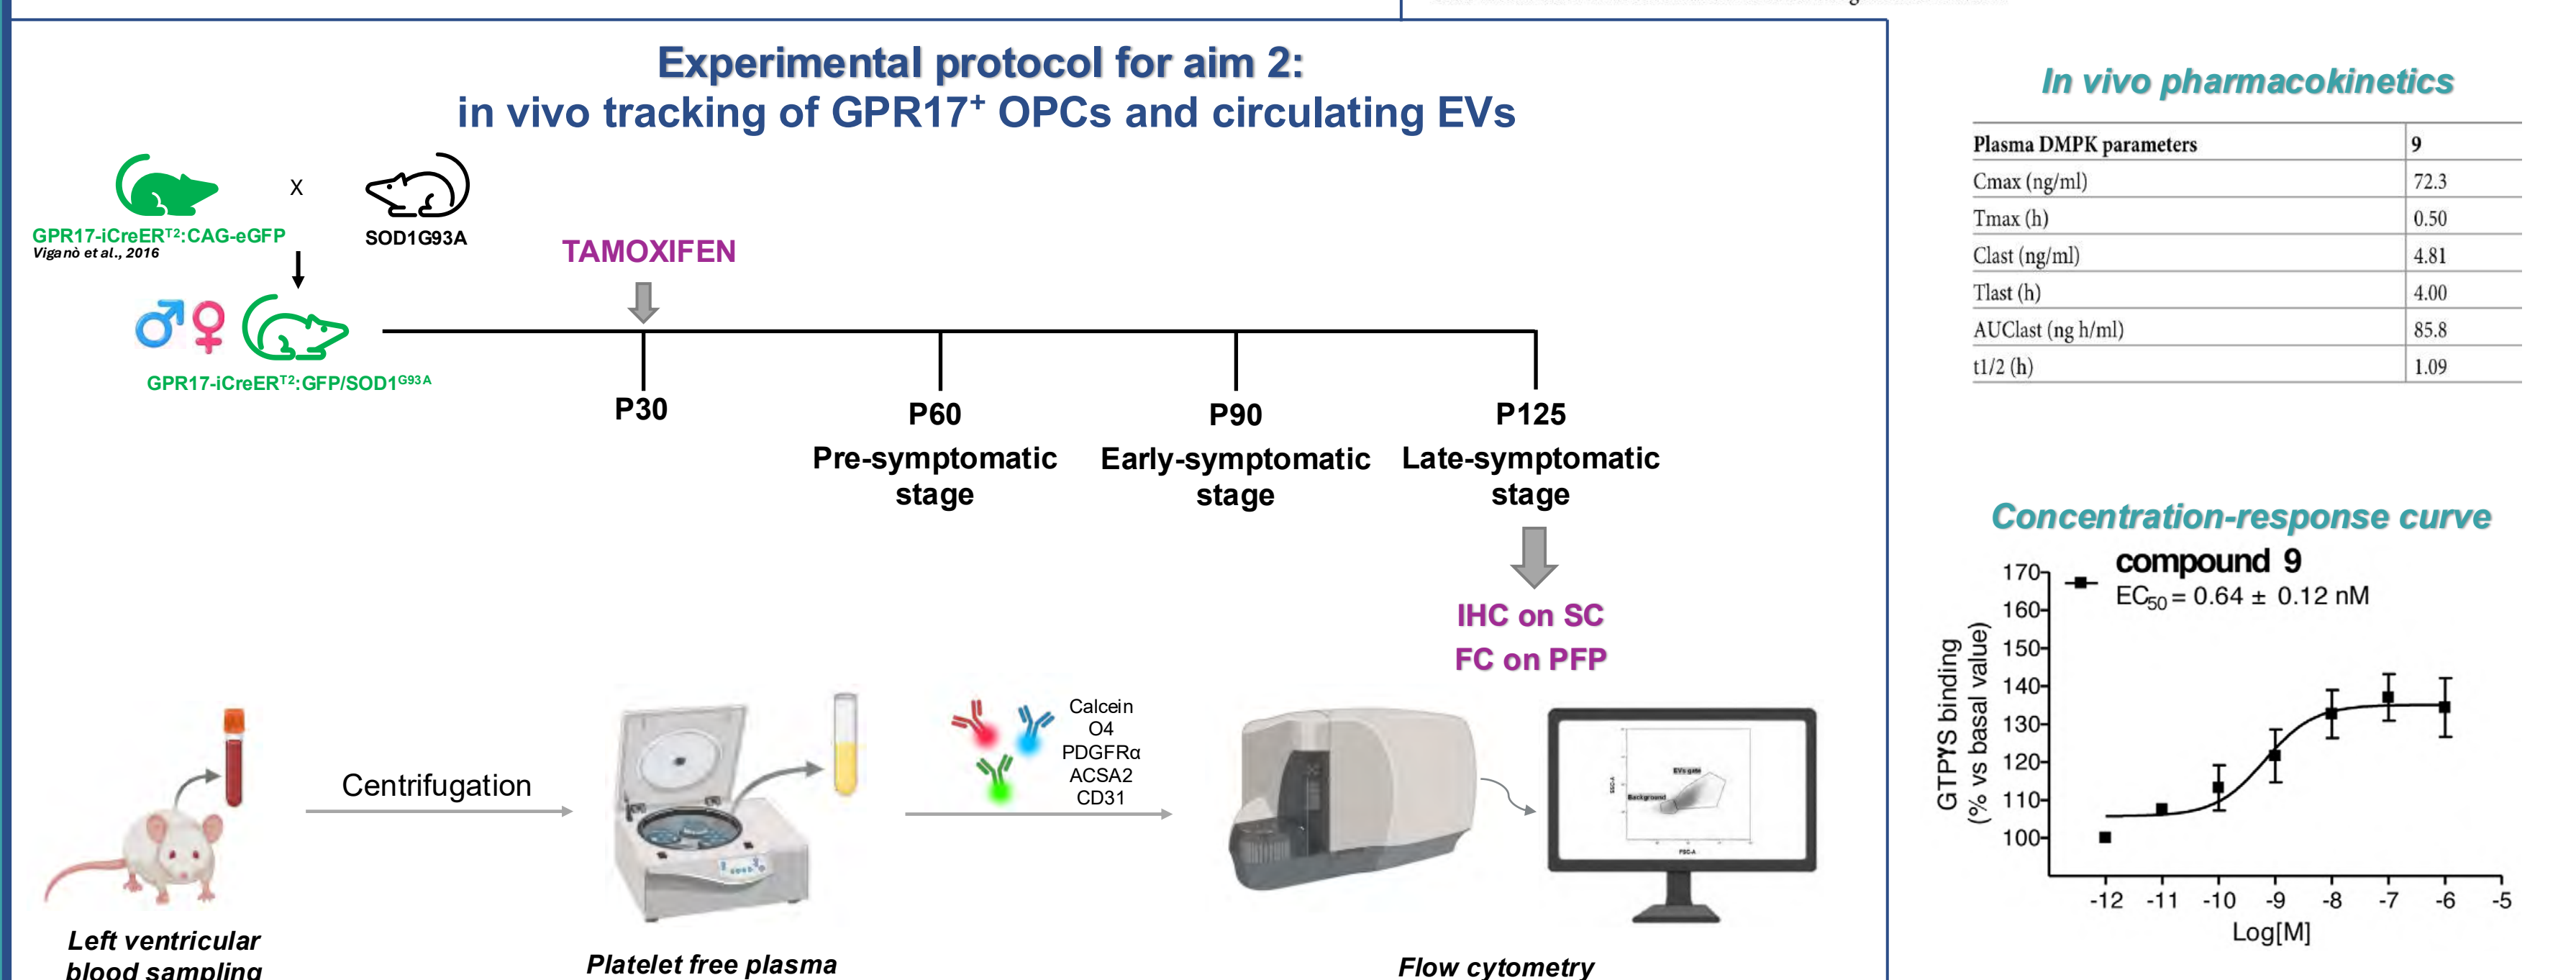 Experimental protocol for aim 2:
in vivo tracking of GPR17⁺ OPCs and circulating EVs
X
GPR17-iCreERᵀ²:CAG-eGFP
Viganò et al., 2016
SOD1G93A
GPR17-iCreERᵀ²:GFP/SOD1ᴳ⁹³ᴬ
TAMOXIFEN
P30
P60
Pre-symptomatic
stage
P90
Early-symptomatic
stage
P125
Late-symptomatic
stage
IHC on SC
FC on PFP
Left ventricular
blood sampling
Centrifugation
Platelet free plasma
Calcein
O4
PDGFRα
ACSA2
CD31
EVs gate
Background
SSC-A
FSC-A
Flow cytometry
In vivo pharmacokinetics
Plasma DMPK parameters 9
Cmax (ng/ml) 72.3
Tmax (h) 0.50
Clast (ng/ml) 4.81
Tlast (h) 4.00
AUClast (ng h/ml) 85.8
t1/2 (h) 1.09
Concentration-response curve
compound 9
EC₅₀ = 0.64 ± 0.12 nM
GTPγS binding
(% vs basal value)
170
160
150
140
130
120
110
100
-12 -11 -10 -9 -8 -7 -6 -5
Log[M]